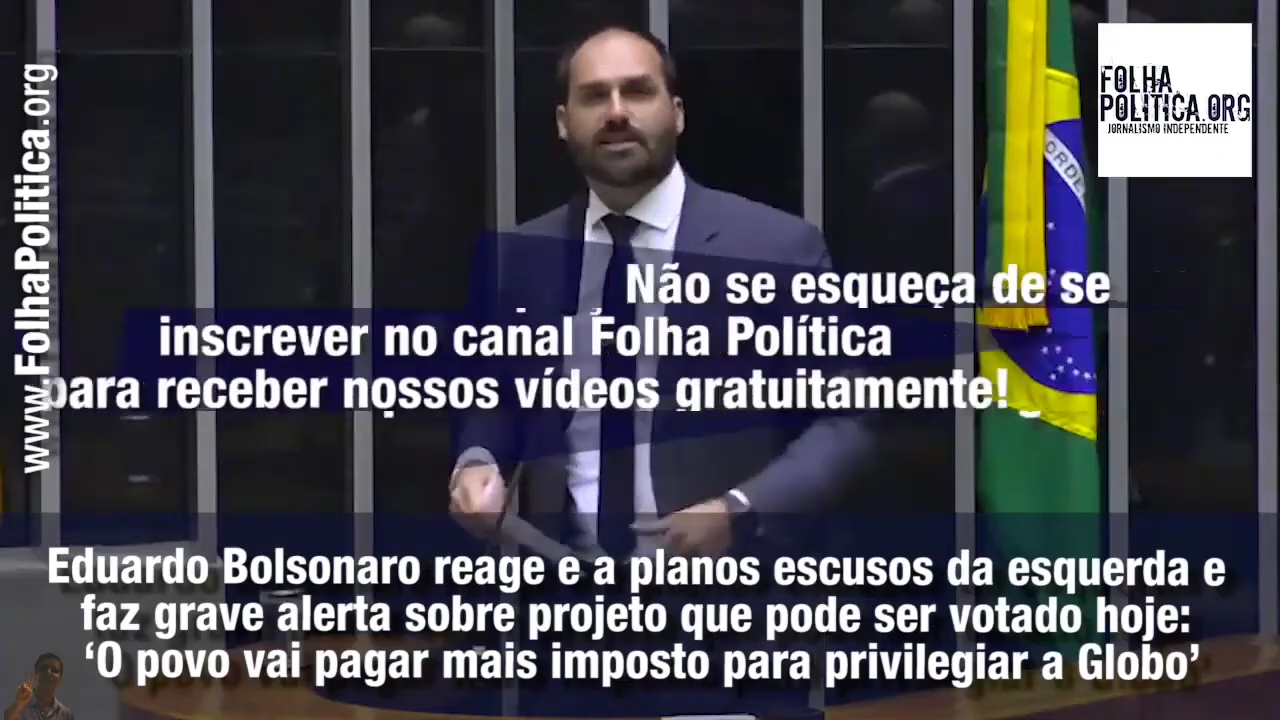 www.FolhaPolitica.org
FOLHA
POLITICA.ORG
JORNALISMO INDEPENDENTE
ORDE
Não se esqueça de se
inscrever no canal Folha Política
para receber nossos vídeos gratuitamente!
Eduardo Bolsonaro reage e a planos escusos da esquerda e
faz grave alerta sobre projeto que pode ser votado hoje:
‘O povo vai pagar mais imposto para privilegiar a Globo’